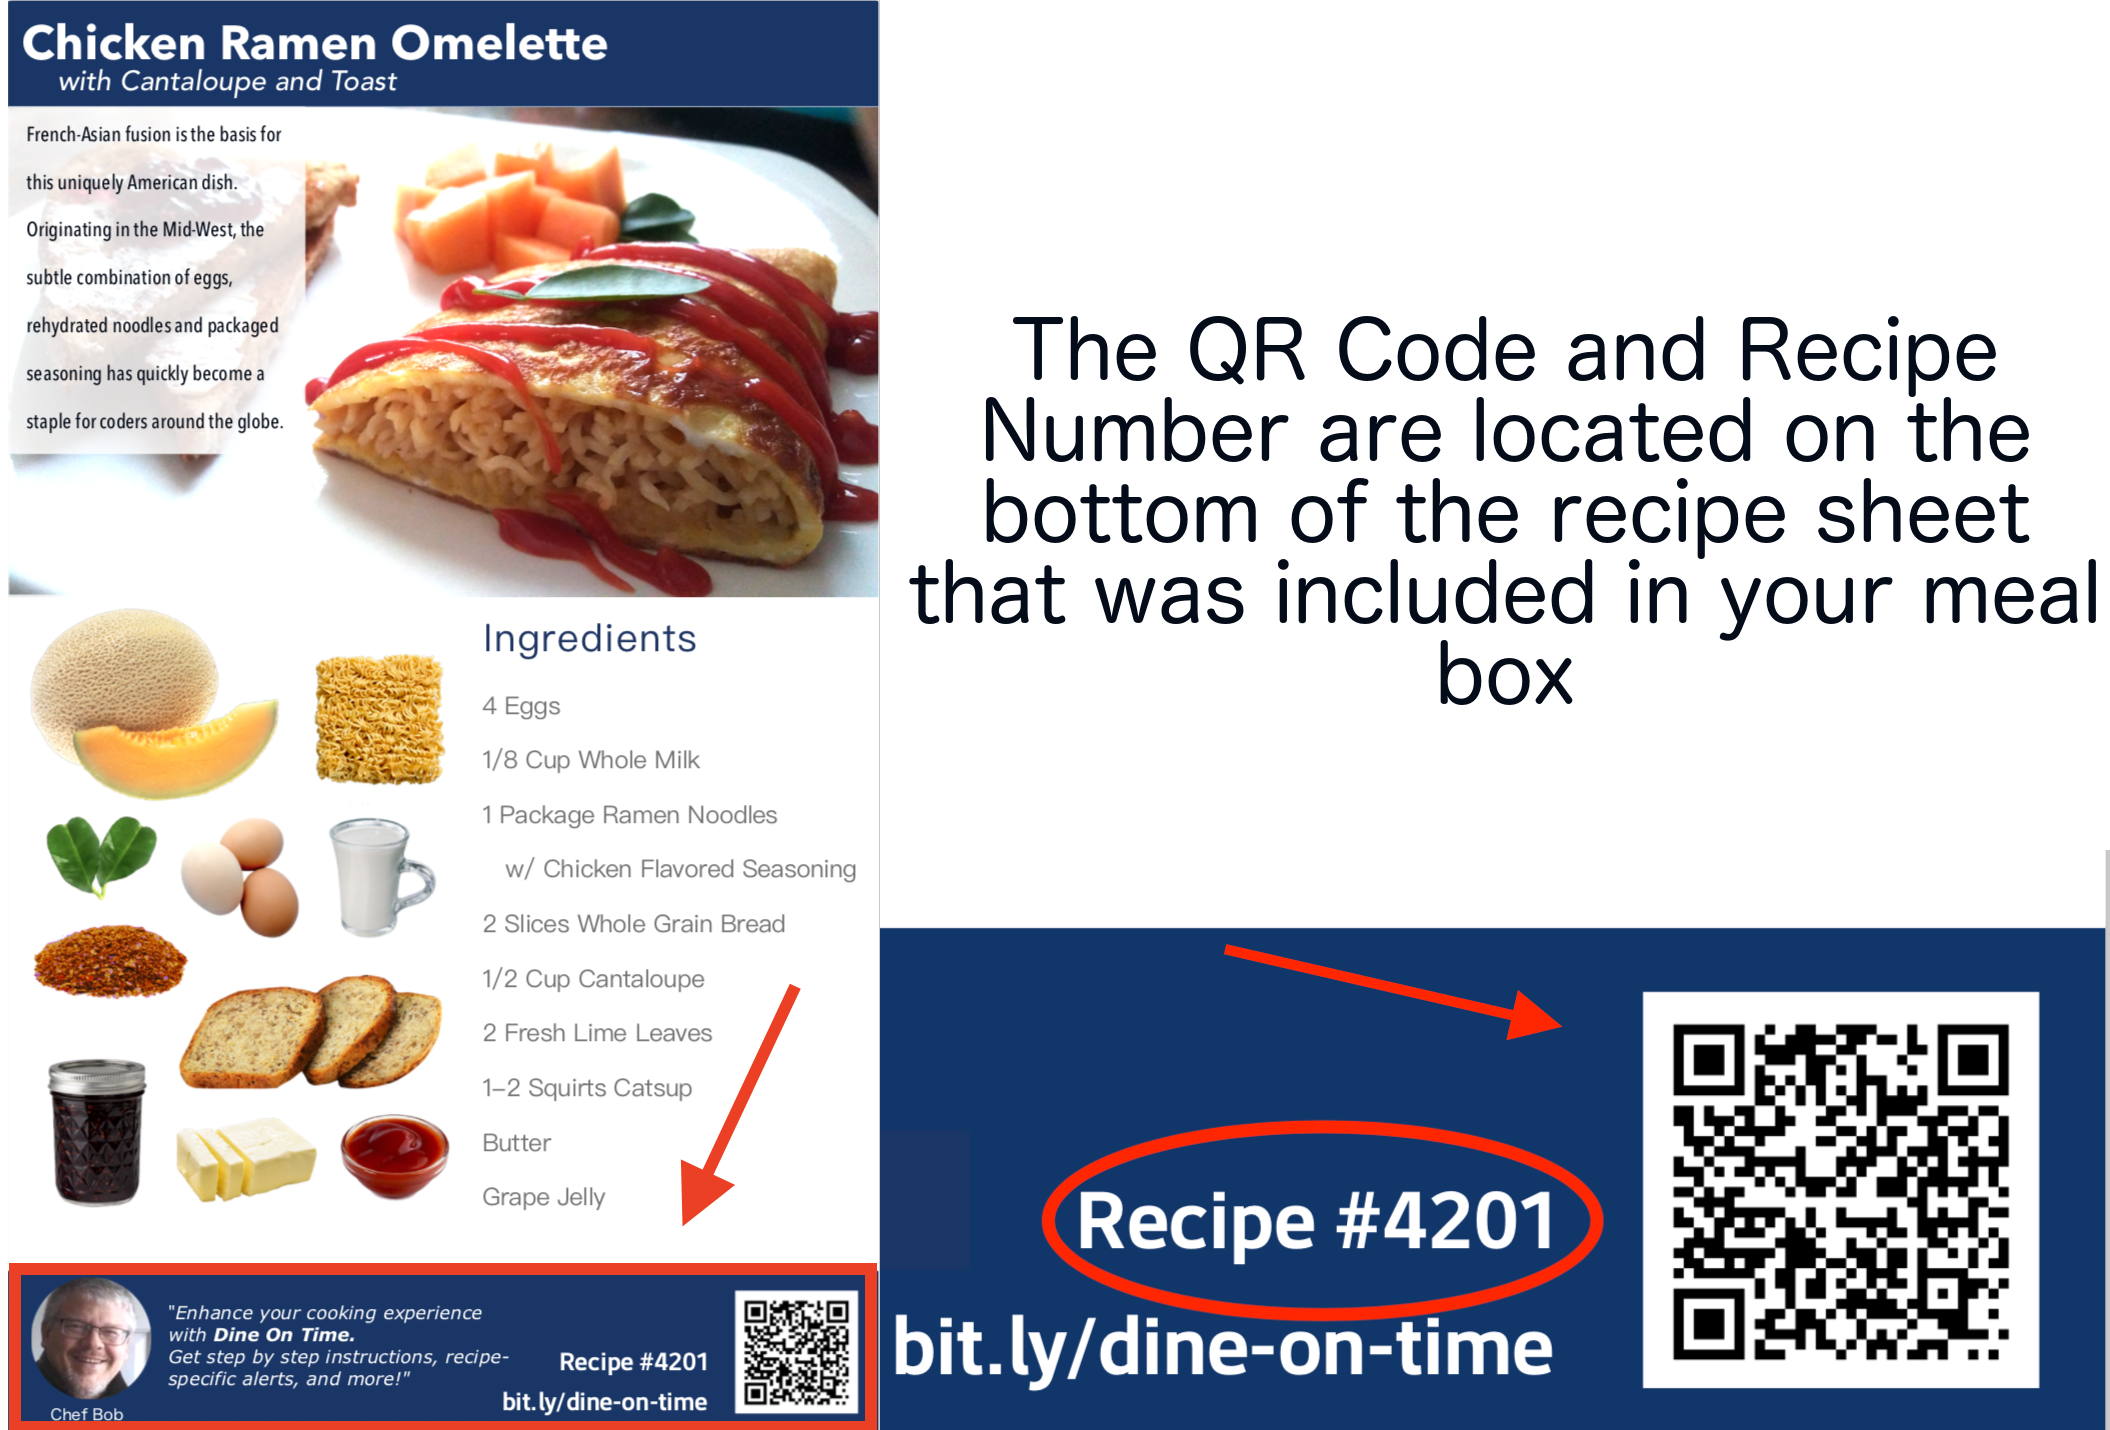 Chicken Ramen Omelette
with Cantaloupe and Toast
French-Asian fusion is the basis for
this uniquely American dish.
Originating in the Mid-West, the
subtle combination of eggs,
rehydrated noodles and packaged
seasoning has quickly become a
staple for coders around the globe.
Ingredients
4 Eggs
1/8 Cup Whole Milk
1 Package Ramen Noodles
w/ Chicken Flavored Seasoning
2 Slices Whole Grain Bread
1/2 Cup Cantaloupe
2 Fresh Lime Leaves
1–2 Squirts Catsup
Butter
Grape Jelly
"Enhance your cooking experience
with Dine On Time.
Get step by step instructions, recipe-
specific alerts, and more!"
Chef Bob
Recipe #4201
bit.ly/dine-on-time
The QR Code and Recipe
Number are located on the
bottom of the recipe sheet
that was included in your meal
box
Recipe #4201
bit.ly/dine-on-time